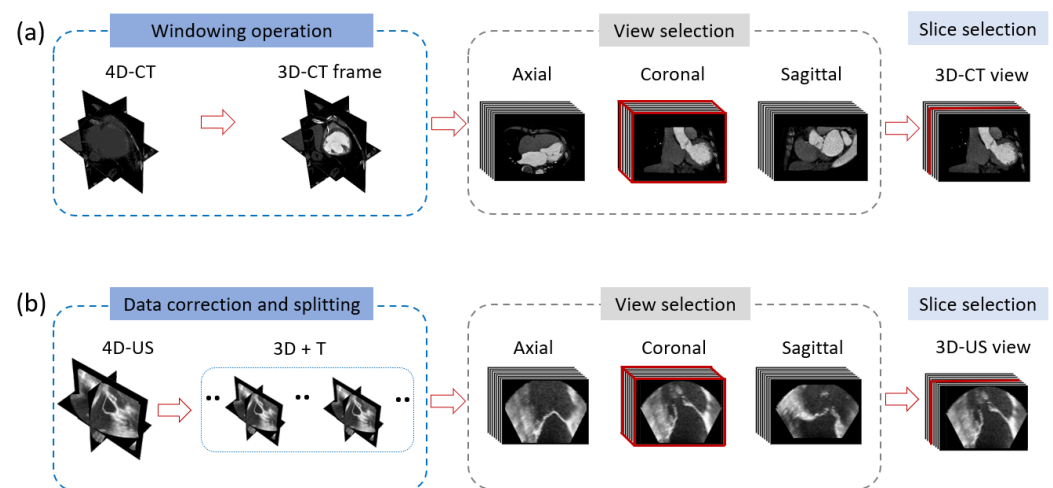 (a)
Windowing operation
View selection
Slice selection
4D-CT
3D-CT frame
Axial
Coronal
Sagittal
3D-CT view
(b)
Data correction and splitting
View selection
Slice selection
4D-US
3D + T
Axial
Coronal
Sagittal
3D-US view